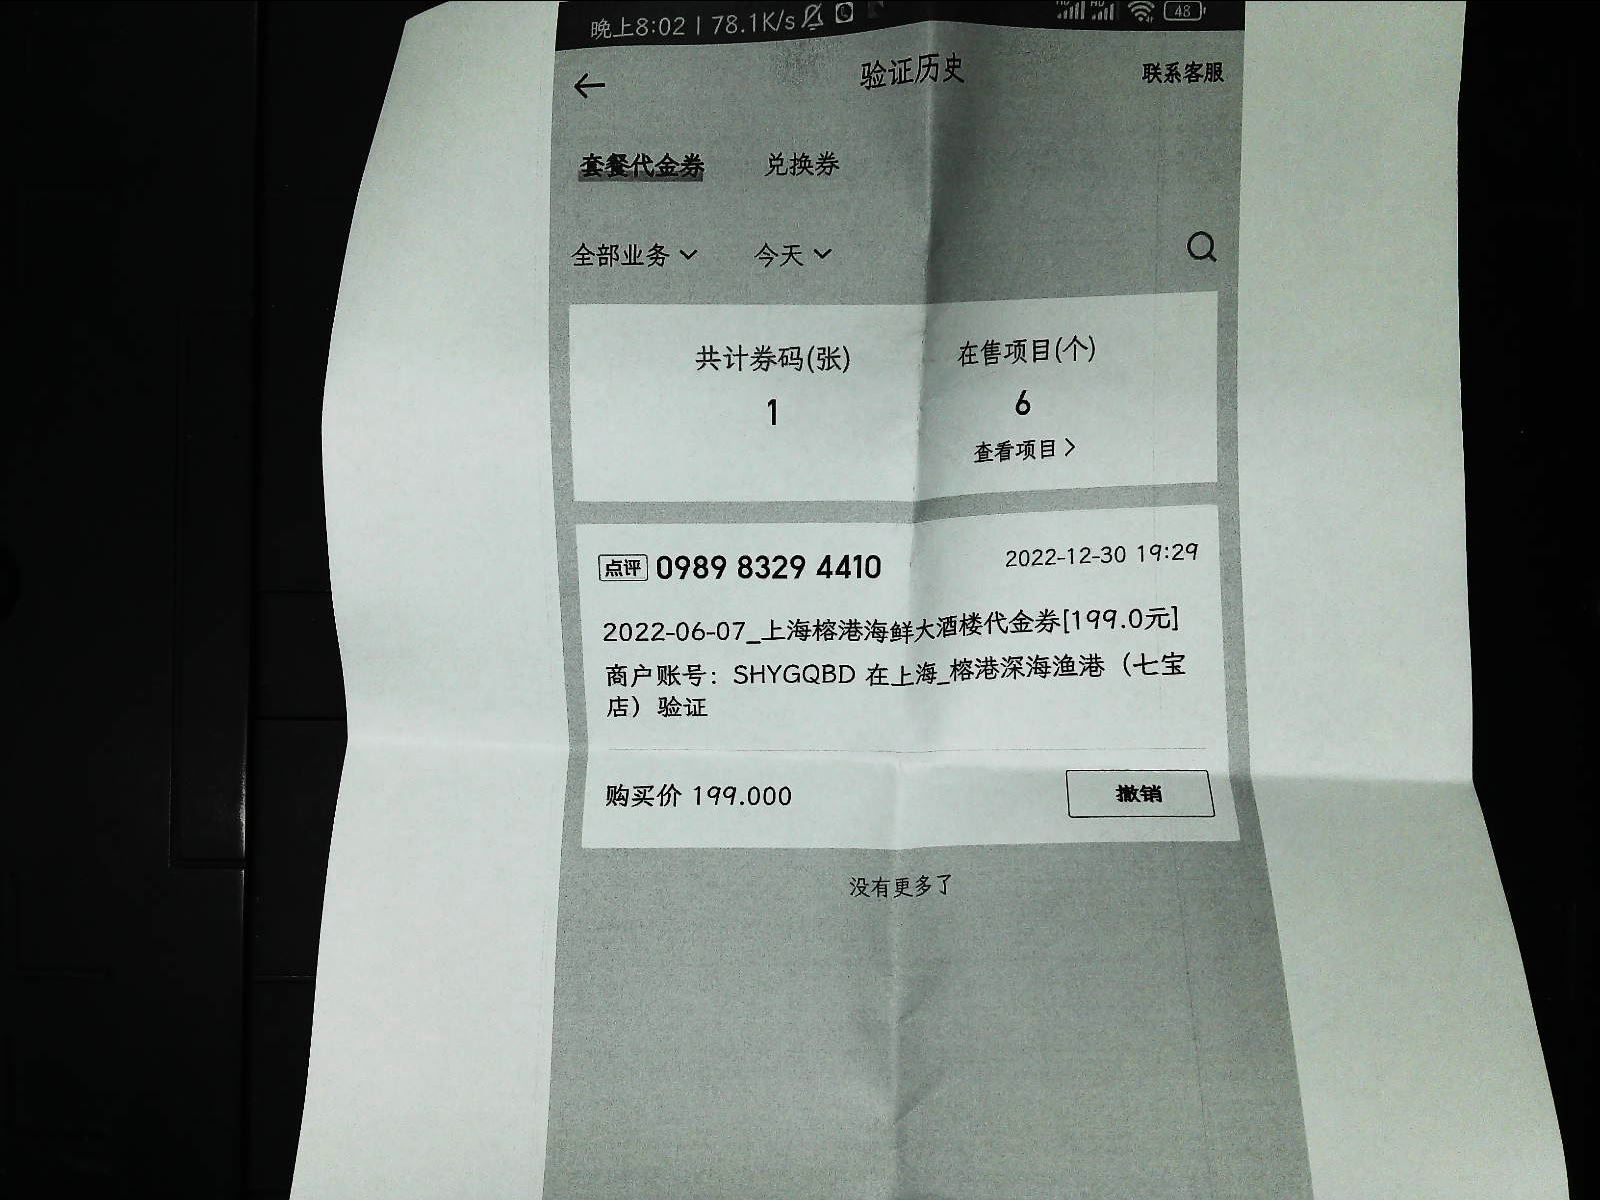 晚上8:02 | 78.1K/s
48
验证历史
联系客服
套餐代金券 兑换券
全部业务 今天
共计券码(张) 在售项目(个)
1 6
查看项目
点评 0989 8329 4410 2022-12-30 19:29
2022-06-07_上海榕港海鲜大酒楼代金券[199.0元]
商户账号：SHYGQBD 在上海_榕港深海渔港（七宝
店）验证
购买价 199.000 撤销
没有更多了